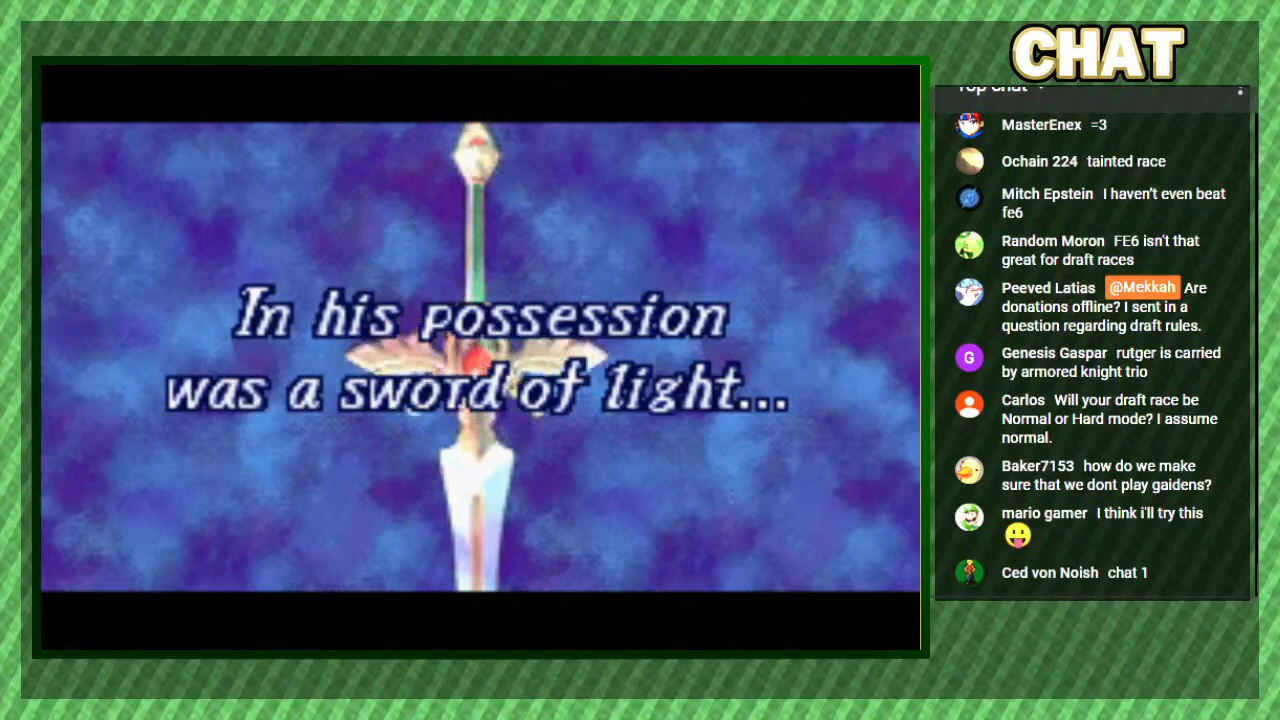 CHAT
Top chat
MasterEnex =3
Ochain 224 tainted race
Mitch Epstein I haven't even beat
fe6
Random Moron FE6 isn't that
great for draft races
Peeved Latias @Mekkah Are
donations offline? I sent in a
question regarding draft rules.
G Genesis Gaspar rutger is carried
by armored knight trio
Carlos Will your draft race be
Normal or Hard mode? I assume
normal.
Baker7153 how do we make
sure that we dont play gaidens?
mario gamer I think i'll try this
Ced von Noish chat 1
In his possession
was a sword of light...